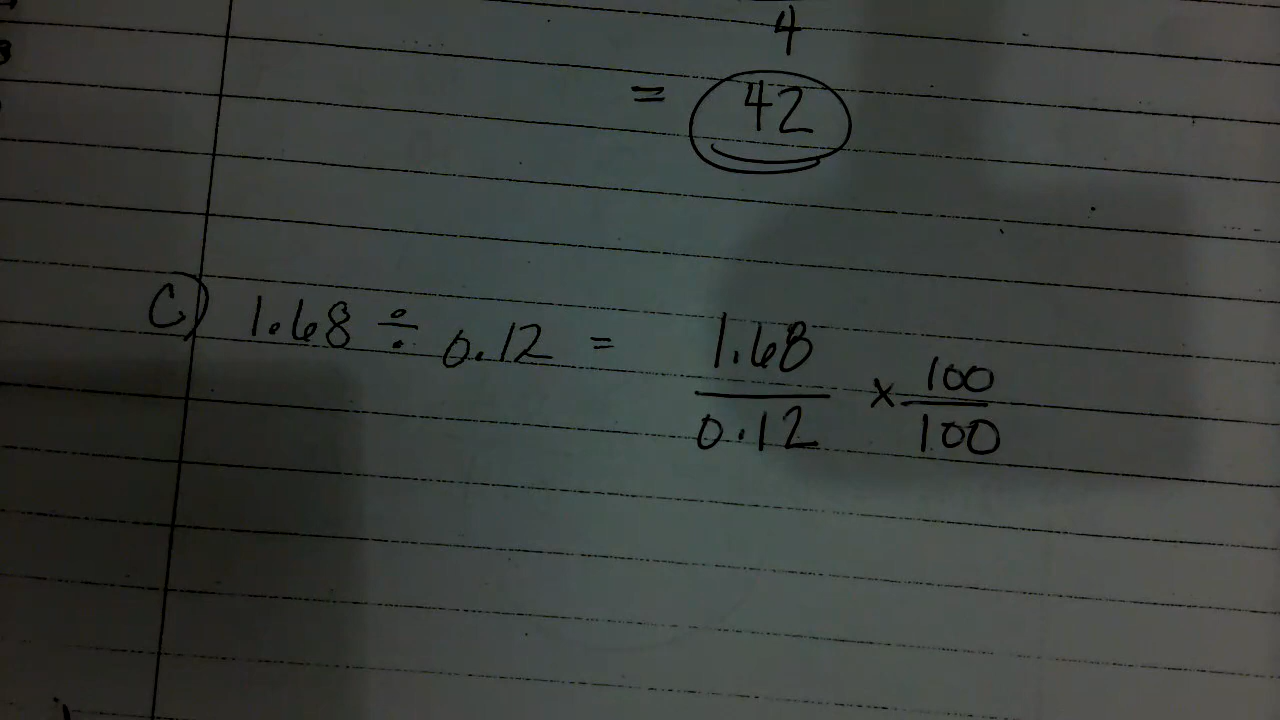 4
= 42
C) 1.68 ÷ 0.12 = 1.68/0.12 × 100/100